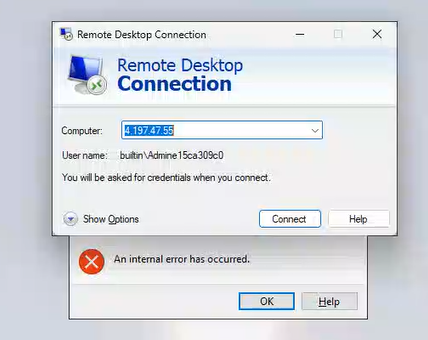 Remote Desktop Connection
Remote Desktop
Connection
Computer:
4.197.47.55
User name:
builtin\Admine15ca309c0
You will be asked for credentials when you connect.
Show Options
Connect
Help
An internal error has occurred.
OK
Help